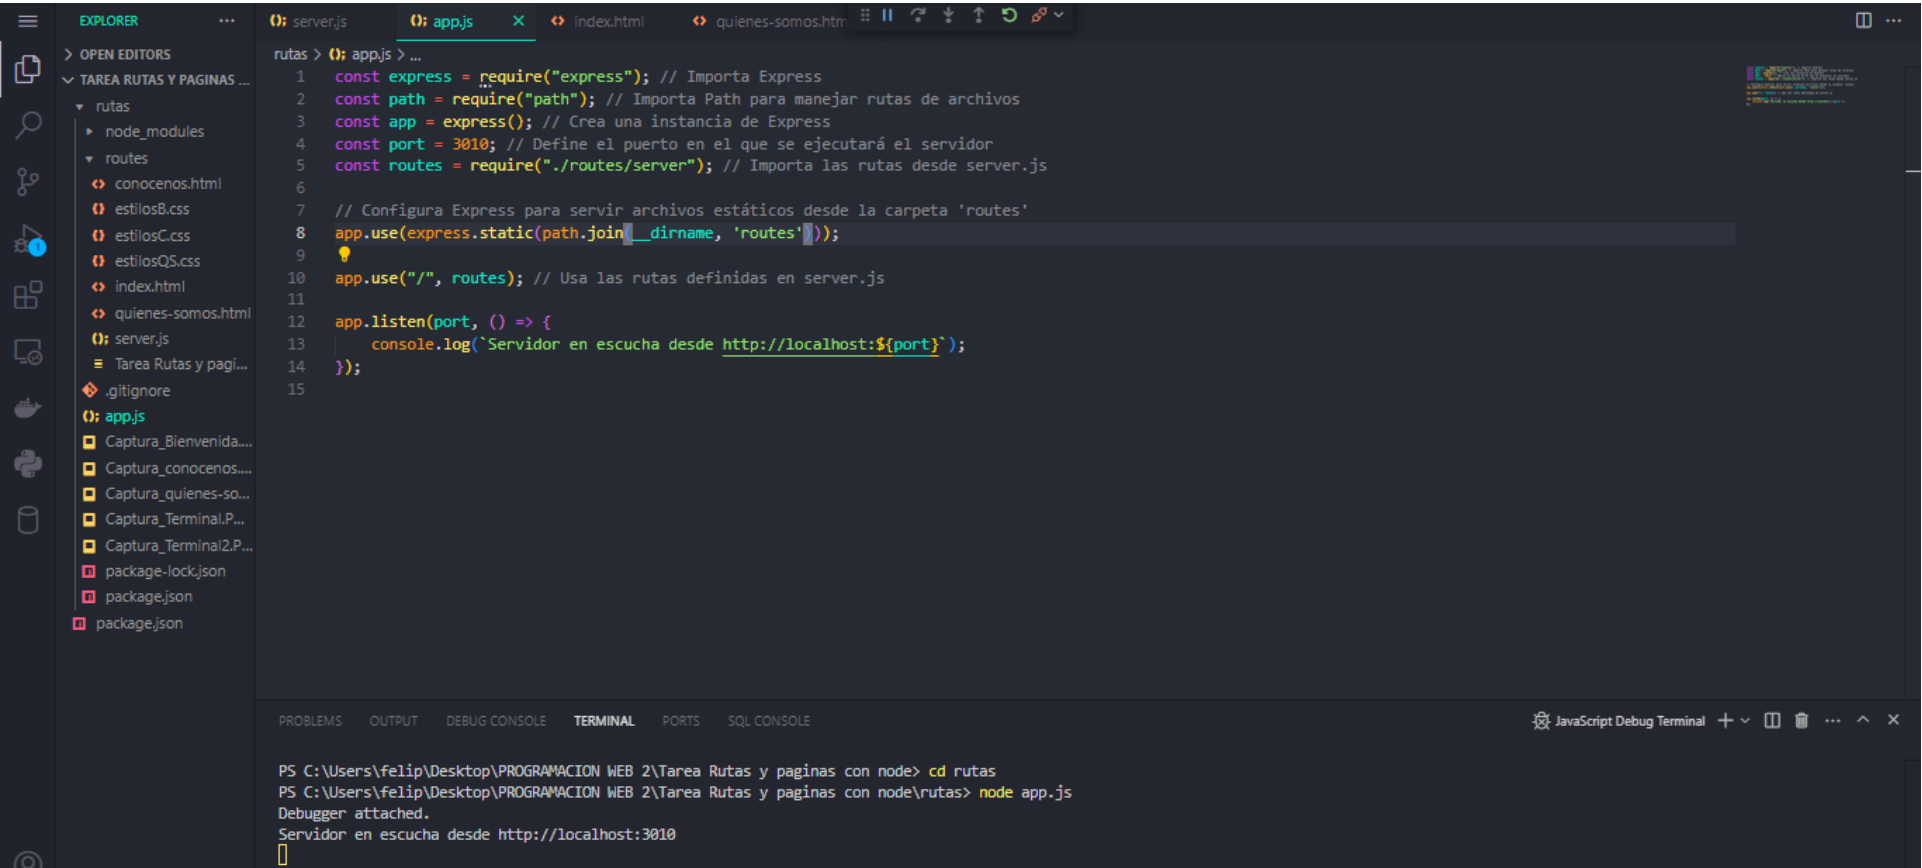 EXPLORER ...
server.js app.js index.html quienes-somos.htm
OPEN EDITORS
TAREA RUTAS Y PAGINAS ...
rutas
node_modules
routes
conocenos.html
estilosB.css
estilosC.css
estilosQS.css
index.html
quienes-somos.html
server.js
Tarea Rutas y pagi...
.gitignore
app.js
Captura_Bienvenida....
Captura_conocenos....
Captura_quienes-so...
Captura_Terminal.P...
Captura_Terminal2.P...
package-lock.json
package.json
package.json
1
rutas > app.js > ...
1 const express = require("express"); // Importa Express
2 const path = require("path"); // Importa Path para manejar rutas de archivos
3 const app = express(); // Crea una instancia de Express
4 const port = 3010; // Define el puerto en el que se ejecutará el servidor
5 const routes = require("./routes/server"); // Importa las rutas desde server.js
6
7 // Configura Express para servir archivos estáticos desde la carpeta 'routes'
8 app.use(express.static(path.join(__dirname, 'routes')));
9
10 app.use("/", routes); // Usa las rutas definidas en server.js
11
12 app.listen(port, () => {
13 console.log(`Servidor en escucha desde http://localhost:${port}`);
14 });
15
PROBLEMS OUTPUT DEBUG CONSOLE TERMINAL PORTS SQL CONSOLE
JavaScript Debug Terminal
PS C:\Users\felip\Desktop\PROGRAMACION WEB 2\Tarea Rutas y paginas con node> cd rutas
PS C:\Users\felip\Desktop\PROGRAMACION WEB 2\Tarea Rutas y paginas con node\rutas> node app.js
Debugger attached.
Servidor en escucha desde http://localhost:3010